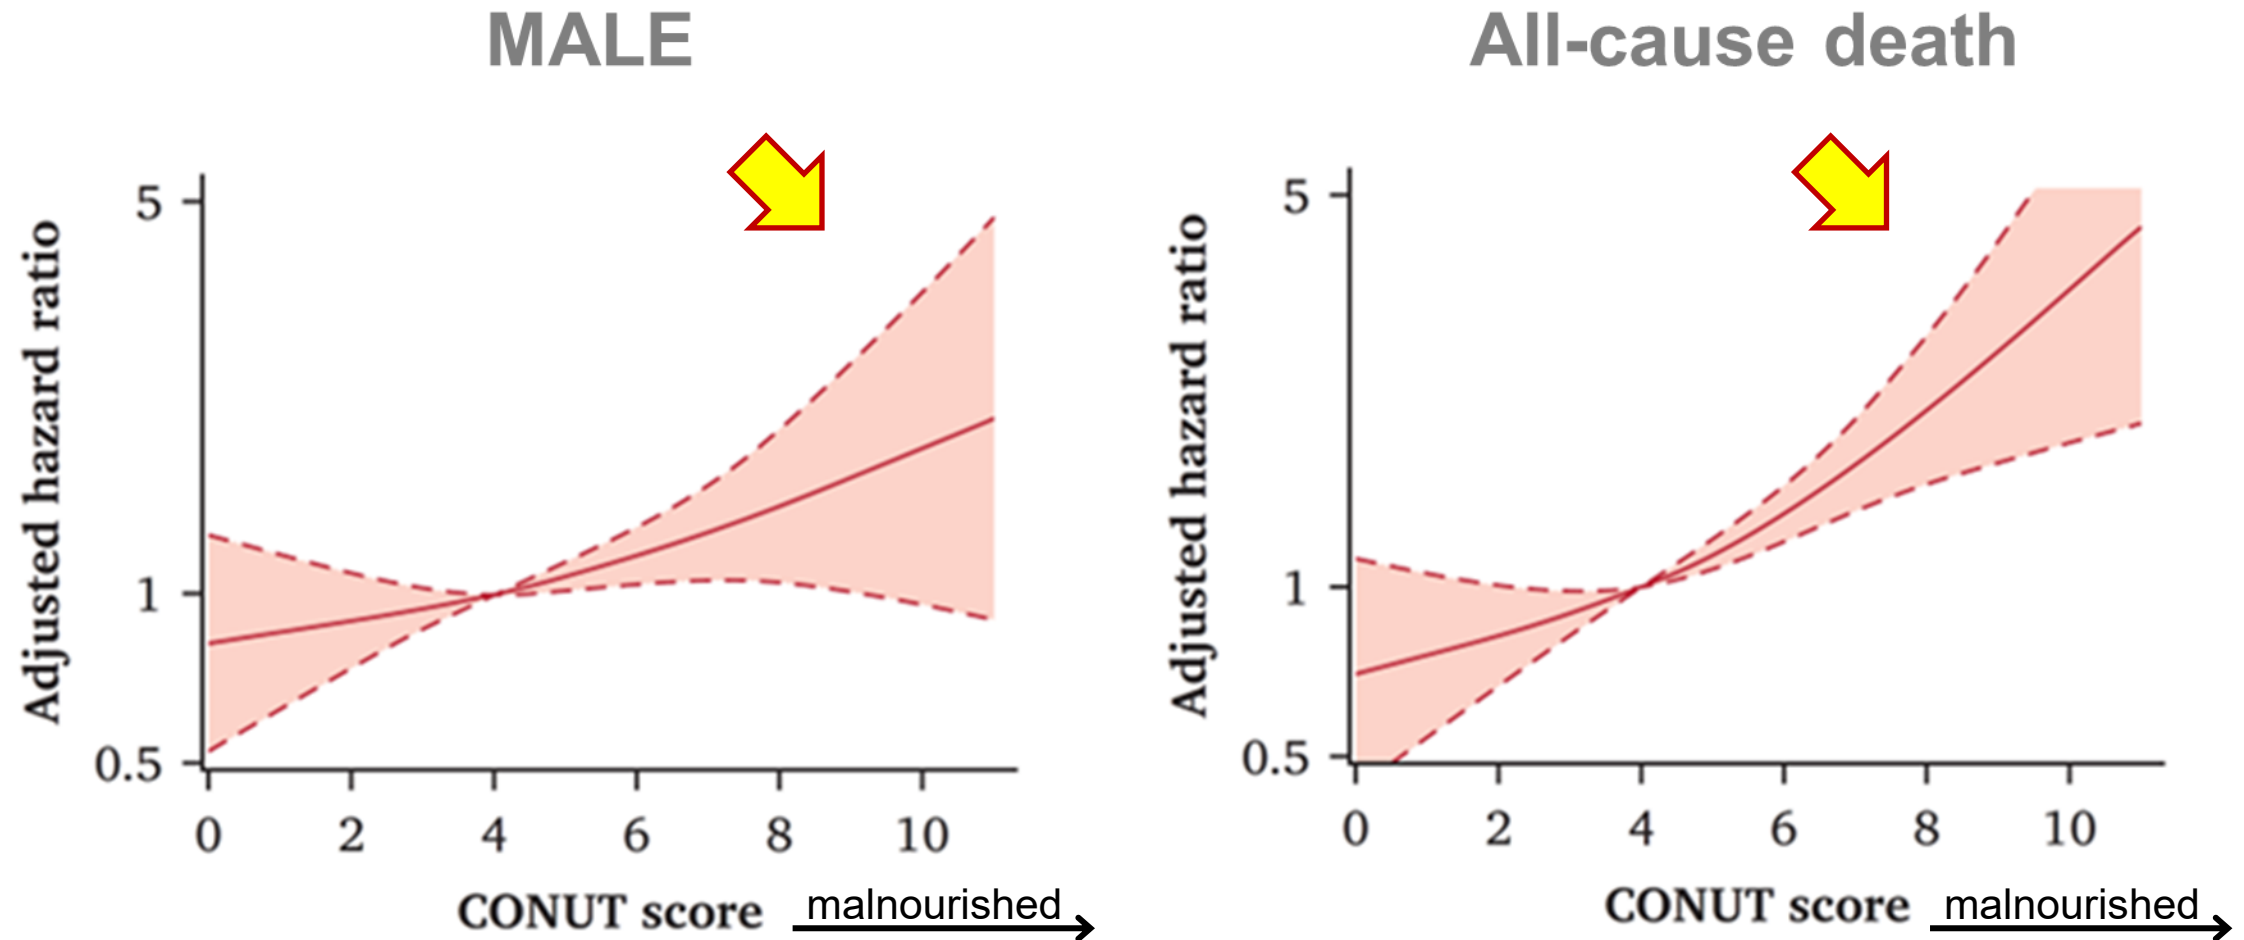 MALE
5
1
0.5
Adjusted hazard ratio
0 2 4 6 8 10
CONUT score malnourished
All-cause death
5
1
0.5
Adjusted hazard ratio
0 2 4 6 8 10
CONUT score malnourished